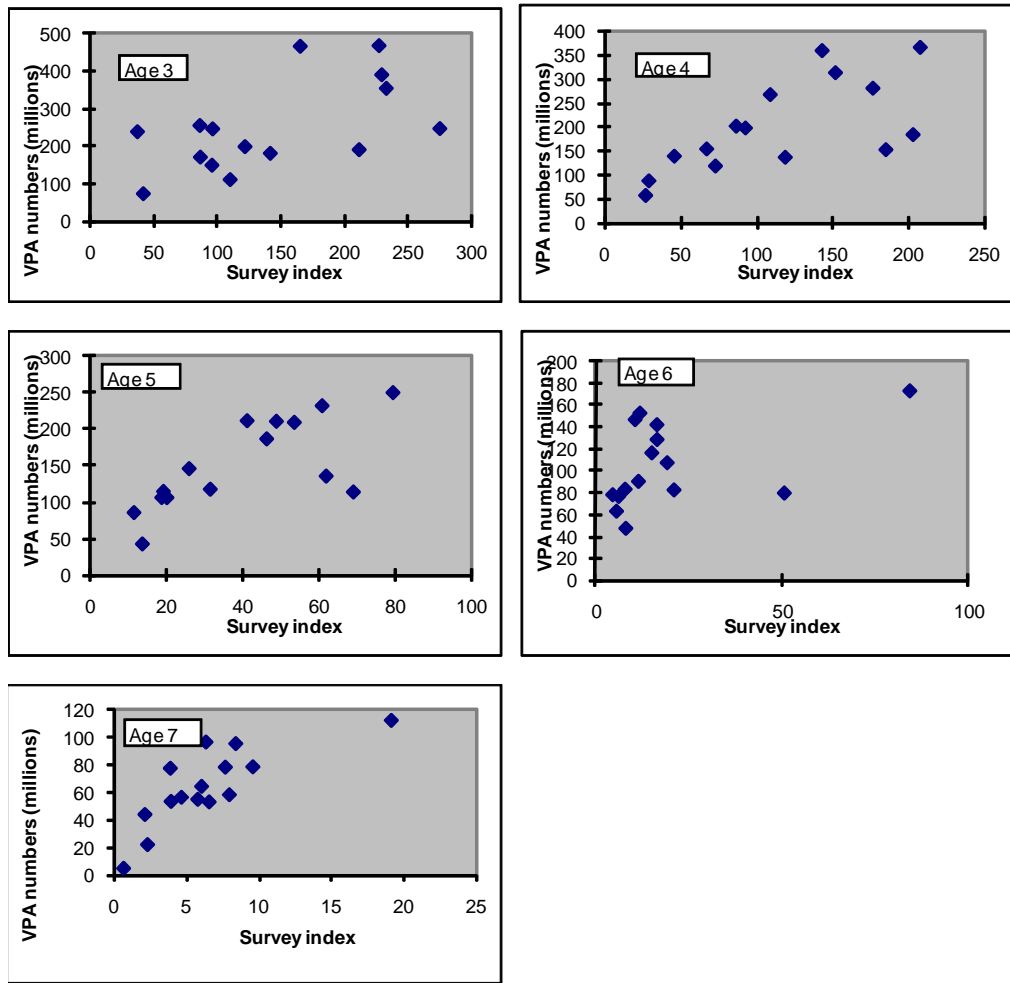 Age 3
VPA numbers (millions)
500
400
300
200
100
0
0 50 100 150 200 250 300
Survey index
Age 4
VPA numbers (millions)
400
350
300
250
200
150
100
50
0
0 50 100 150 200 250
Survey index
Age 5
VPA numbers (millions)
300
250
200
150
100
50
0
0 20 40 60 80 100
Survey index
Age 6
VPA numbers (millions)
200
180
160
140
120
100
80
60
40
20
0
0 50 100
Survey index
Age 7
VPA numbers (millions)
120
100
80
60
40
20
0
0 5 10 15 20 25
Survey index